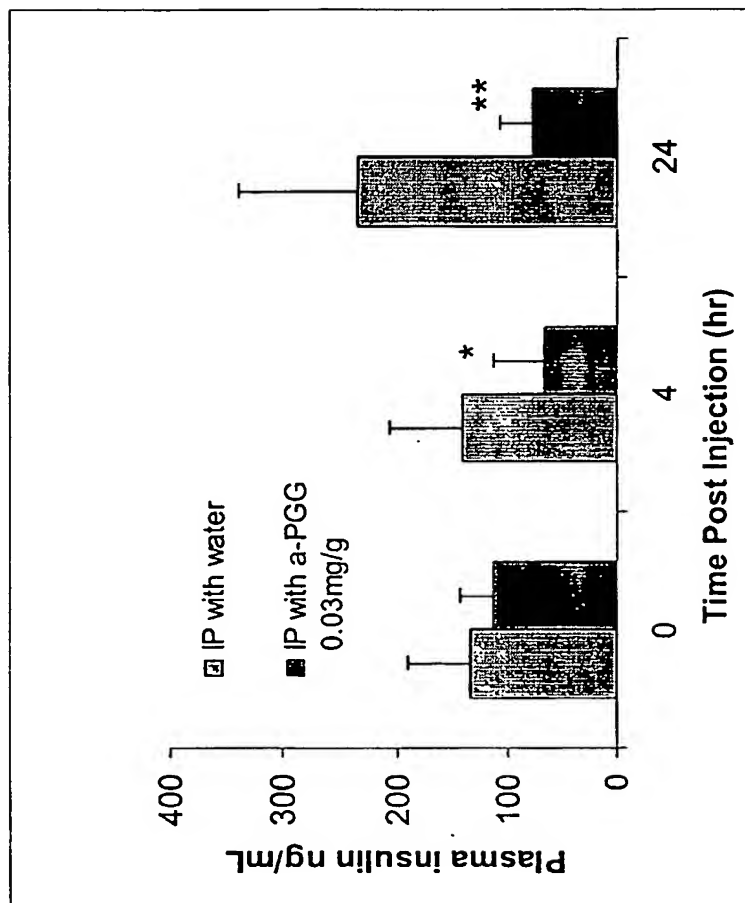 Plasma insulin ng/mL
400
300
200
100
0
IP with water
IP with a-PGG
0.03mg/g
*
**
0
4
24
Time Post Injection (hr)